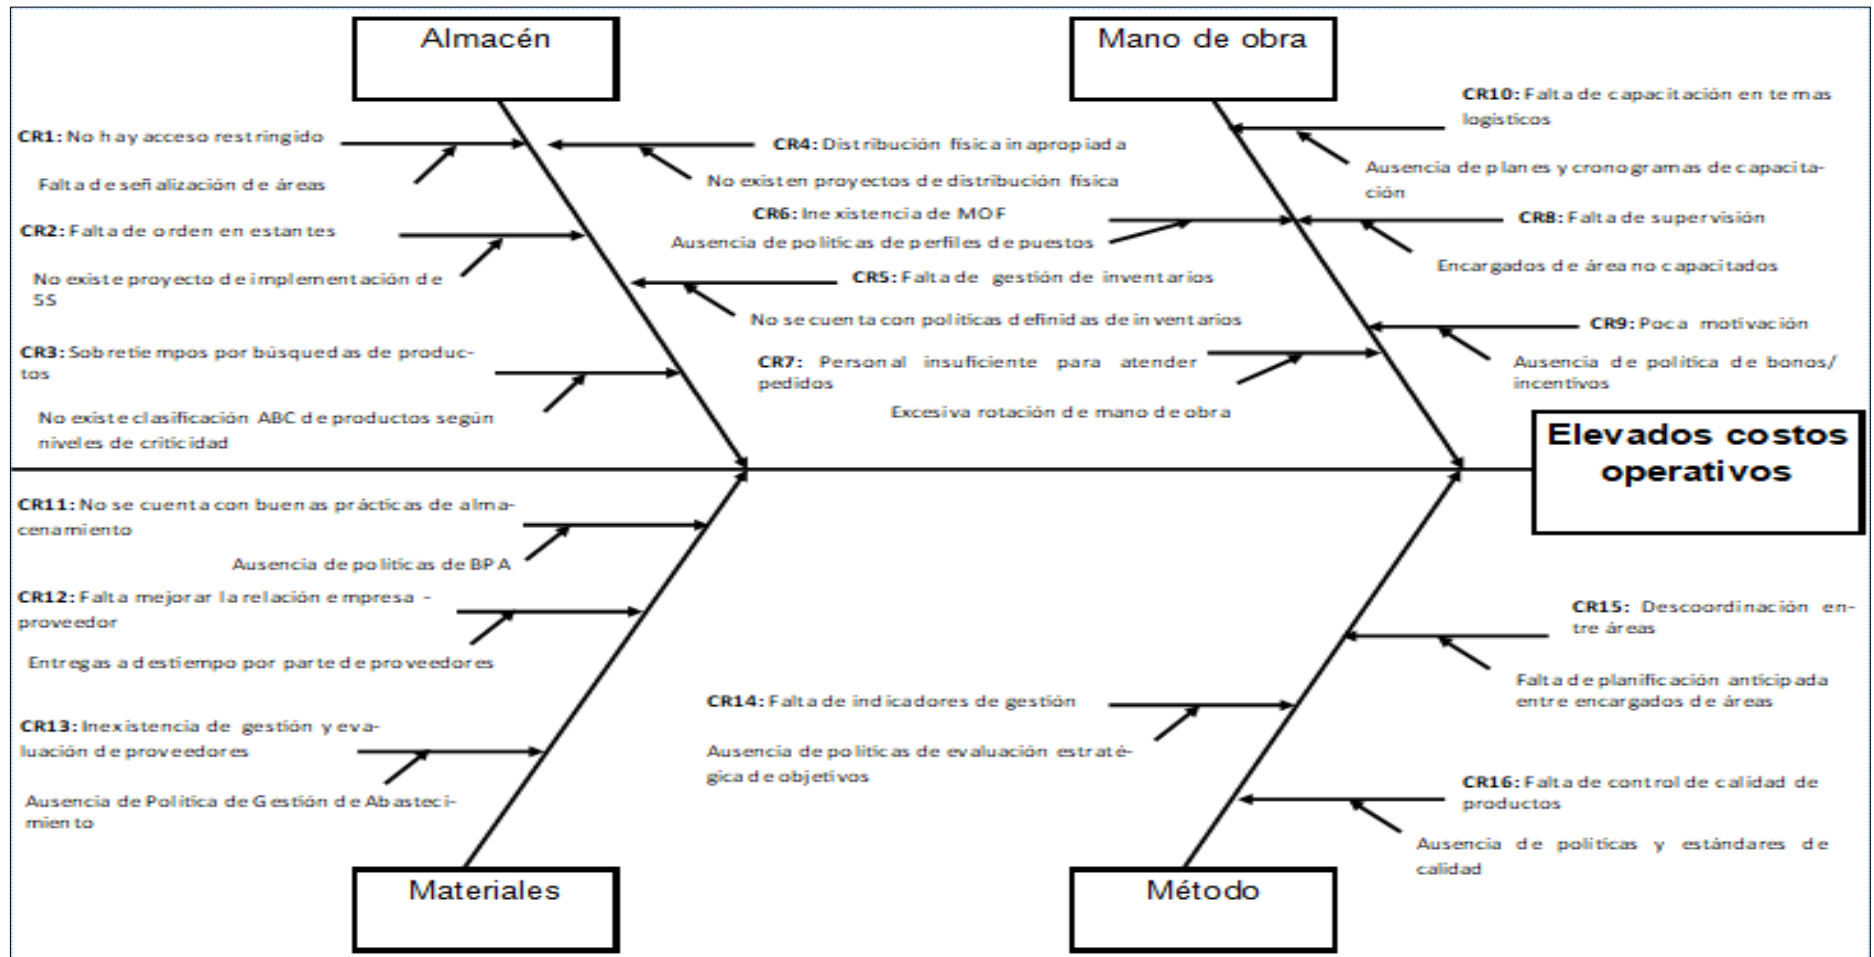 Almacén
Mano de obra
CR10: Falta de capacitación en temas
logísticos
CR1: No hay acceso restringido
CR4: Distribución física inapropiada
Ausencia de planes y cronogramas de capacita-
ción
Falta de señalización de áreas
No existen proyectos de distribución física
CR6: Inexistencia de MOF
CR8: Falta de supervisión
CR2: Falta de orden en estantes
Ausencia de políticas de perfiles de puestos
Encargados de área no capacitados
No existe proyecto de implementación de
5S
CR5: Falta de gestión de inventarios
No se cuenta con políticas definidas de inventarios
CR9: Poca motivación
CR3: Sobretiempos por búsquedas de produc-
tos
CR7: Personal insuficiente para atender
pedidos
Ausencia de política de bonos/
incentivos
No existe clasificación ABC de productos según
niveles de criticidad
Excesiva rotación de mano de obra
Elevados costos
operativos
CR11: No se cuenta con buenas prácticas de alma-
cenamiento
Ausencia de políticas de BPA
CR12: Falta mejorar la relación empresa -
proveedor
CR15: Descoordinación en-
tre áreas
Entregas a destiempo por parte de proveedores
Falta de planificación anticipada
entre encargados de áreas
CR14: Falta de indicadores de gestión
CR13: Inexistencia de gestión y eva-
luación de proveedores
Ausencia de políticas de evaluación estraté-
gica de objetivos
CR16: Falta de control de calidad de
productos
Ausencia de Política de Gestión de Abasteci-
miento
Ausencia de políticas y estándares de
calidad
Materiales
Método